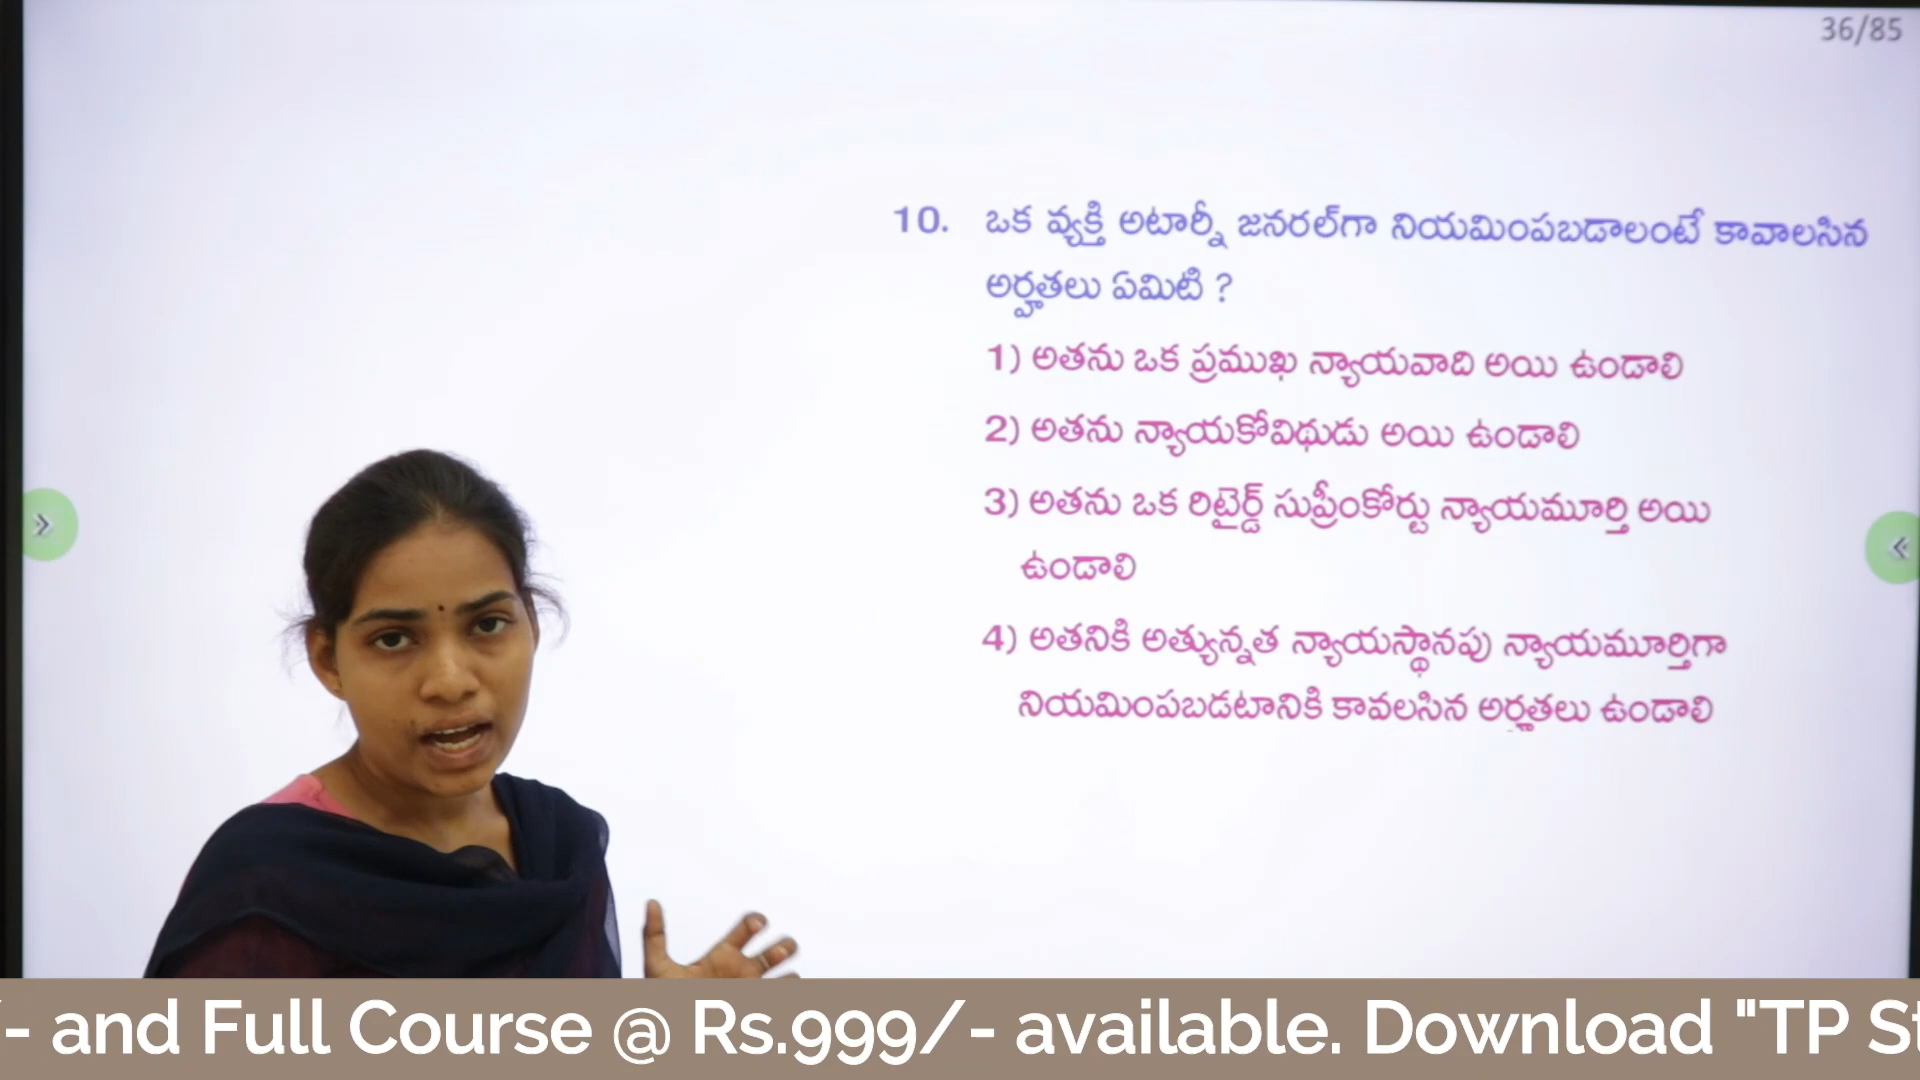 36/85
10. ఒక వ్యక్తి అటార్నీ జనరల్‌గా నియమింపబడాలంటే కావాలసిన
అర్హతలు ఏమిటి ?
1) అతను ఒక ప్రముఖ న్యాయవాది అయి ఉండాలి
2) అతను న్యాయకోవిధుడు అయి ఉండాలి
3) అతను ఒక రిటైర్డ్ సుప్రీంకోర్టు న్యాయమూర్తి అయి
ఉండాలి
4) అతనికి అత్యున్నత న్యాయస్థానపు న్యాయమూర్తిగా
నియమింపబడటానికి కావలసిన అర్హతలు ఉండాలి
/- and Full Course @ Rs.999/- available. Download "TP